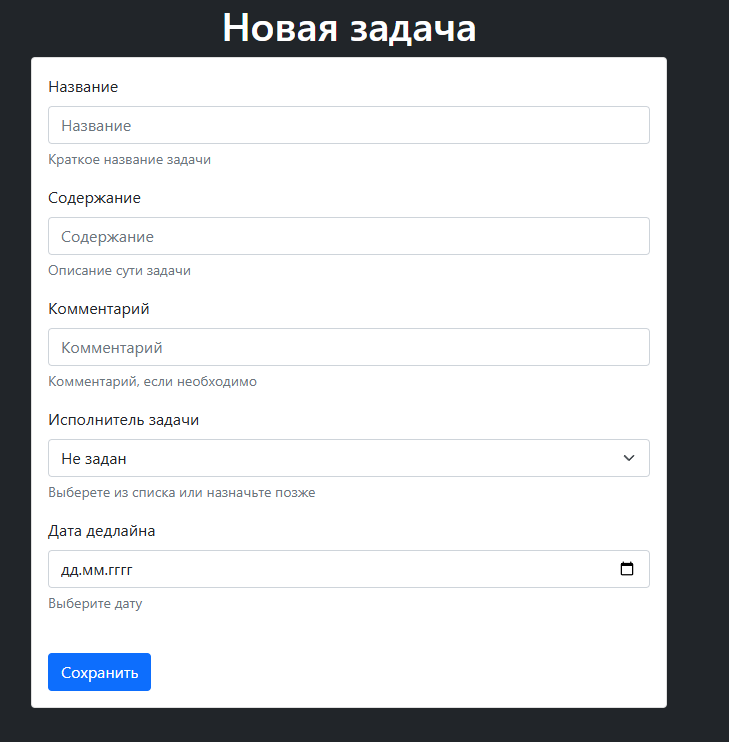 Новая задача
Название
Название
Краткое название задачи
Содержание
Содержание
Описание сути задачи
Комментарий
Комментарий
Комментарий, если необходимо
Исполнитель задачи
Не задан
Выберете из списка или назначьте позже
Дата дедлайна
дд.мм.гггг
Выберите дату
Сохранить